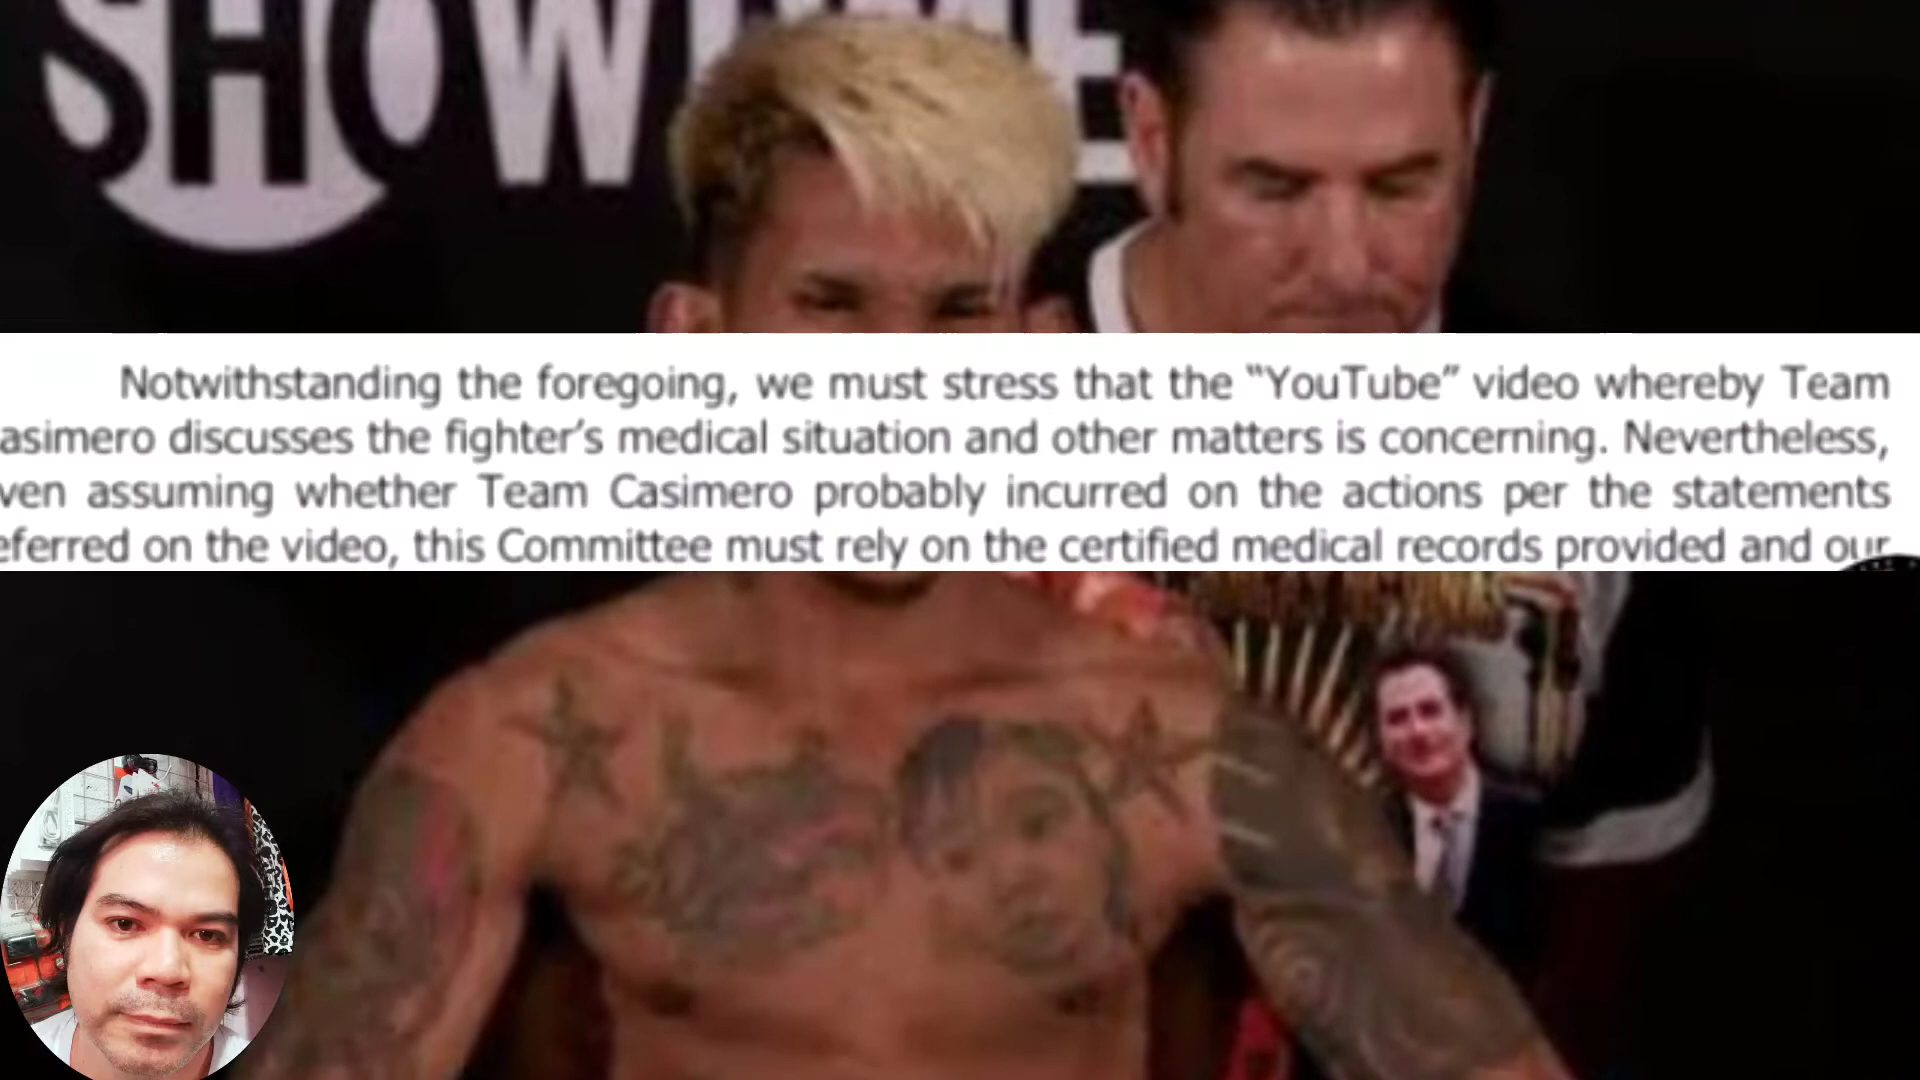 SHOWTIME
Notwithstanding the foregoing, we must stress that the “YouTube” video whereby Team
asimero discusses the fighter’s medical situation and other matters is concerning. Nevertheless,
ven assuming whether Team Casimero probably incurred on the actions per the statements
eferred on the video, this Committee must rely on the certified medical records provided and our